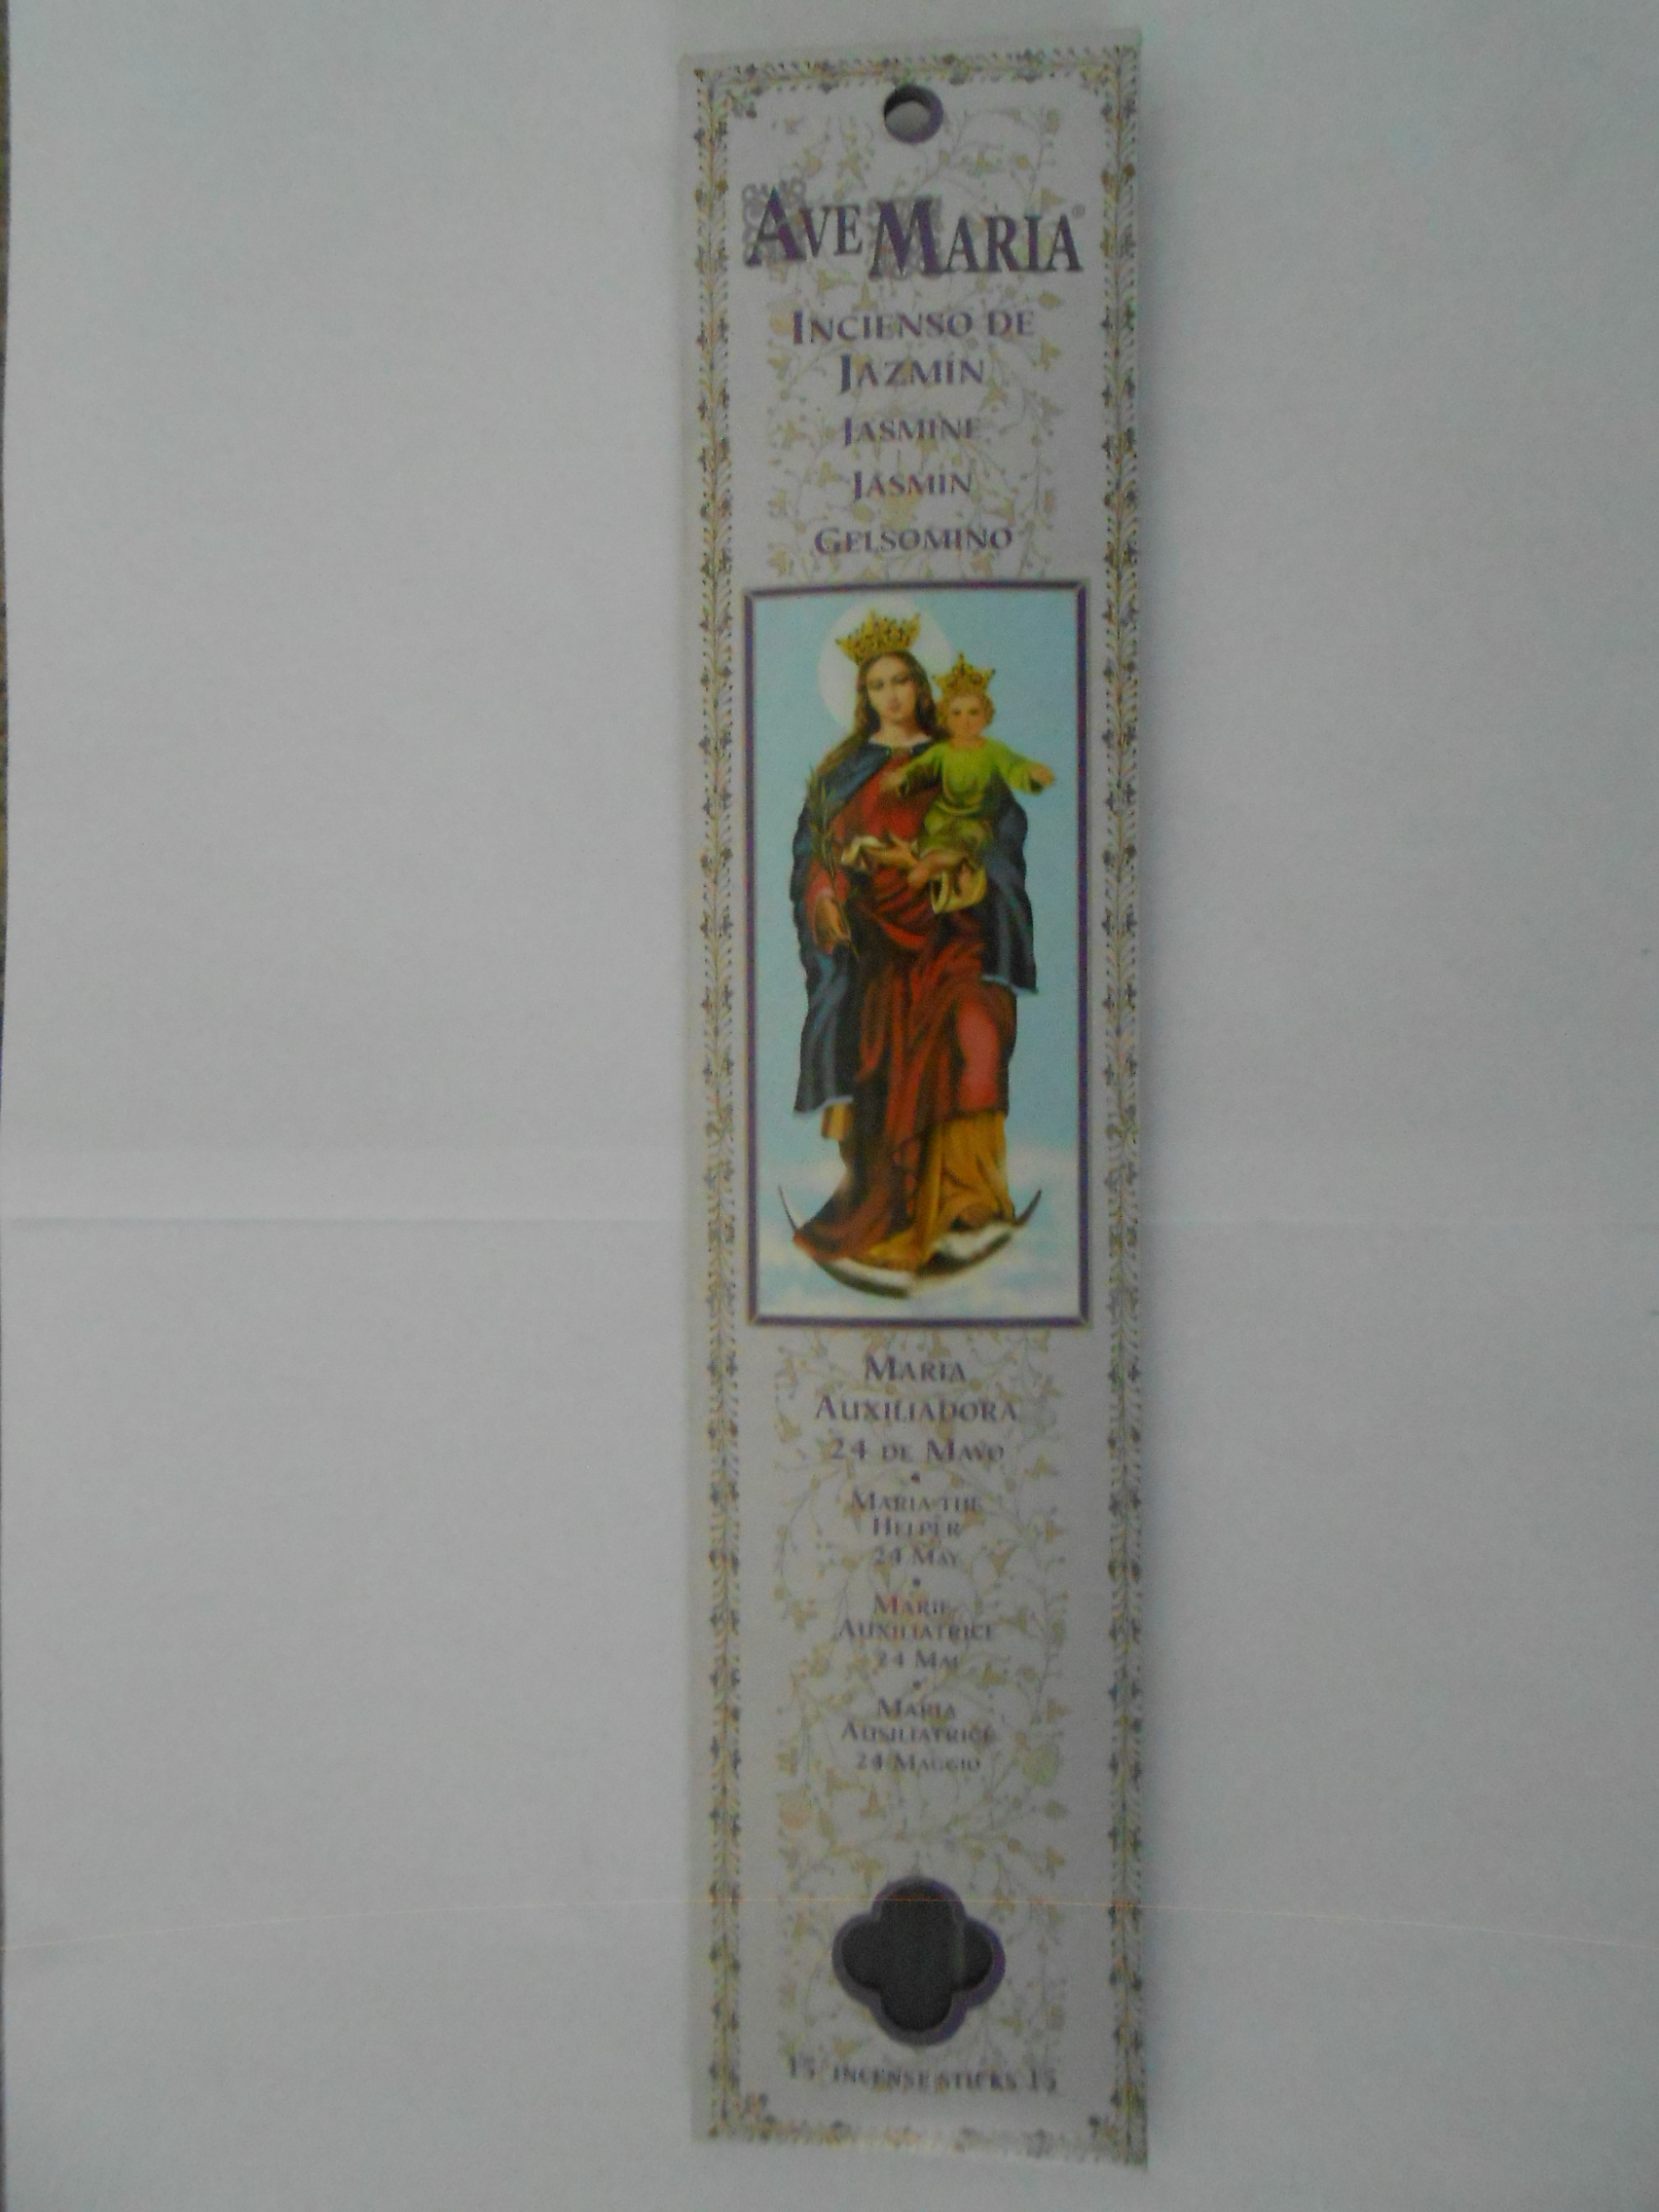 AVE MARIA®
INCIENSO DE
JAZMÍN
JASMINE
JASMIN
GELSOMINO
MARIA
AUXILIADORA
24 DE MAYO
•
MARIA THE
HELPER
24 MAY
•
MARIE
AUXILIATRICE
24 MAI
•
MARIA
AUSILIATRICE
24 MAGGIO
15 INCENSE STICKS 15